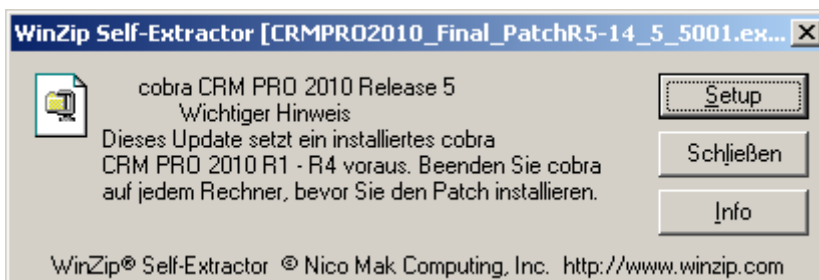 WinZip Self-Extractor [CRMPRO2010_Final_PatchR5-14_5_5001.ex...
cobra CRM PRO 2010 Release 5
Wichtiger Hinweis
Dieses Update setzt ein installiertes cobra
CRM PRO 2010 R1 - R4 voraus. Beenden Sie cobra
auf jedem Rechner, bevor Sie den Patch installieren.
Setup
Schließen
Info
WinZip® Self-Extractor © Nico Mak Computing, Inc. http://www.winzip.com